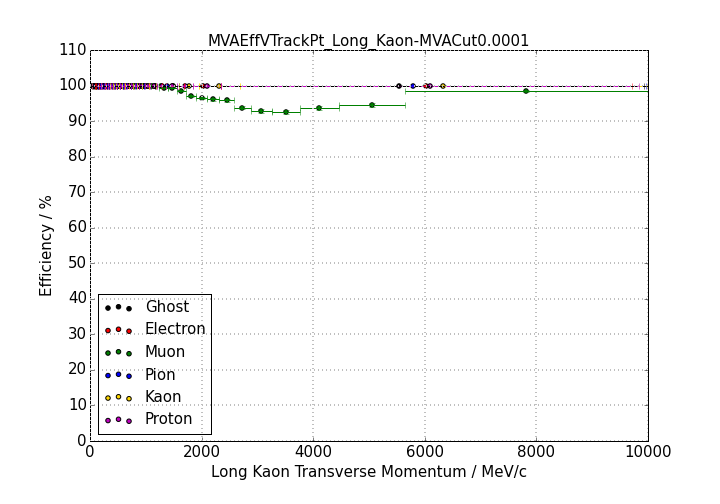 MVAEffVTrackPt_Long_Kaon-MVACut0.0001
110
100
90
80
70
60
50
40
30
20
10
0
Efficiency / %
Ghost
Electron
Muon
Pion
Kaon
Proton
0 2000 4000 6000 8000 10000
Long Kaon Transverse Momentum / MeV/c